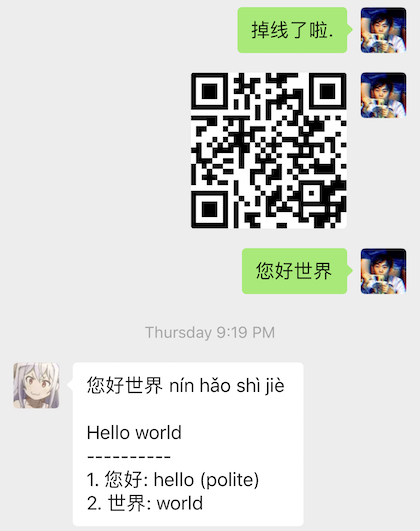 掉线了啦.
您好世界
Thursday 9:19 PM
您好世界 nín hǎo shì jiè
Hello world
----------
1. 您好: hello (polite)
2. 世界: world